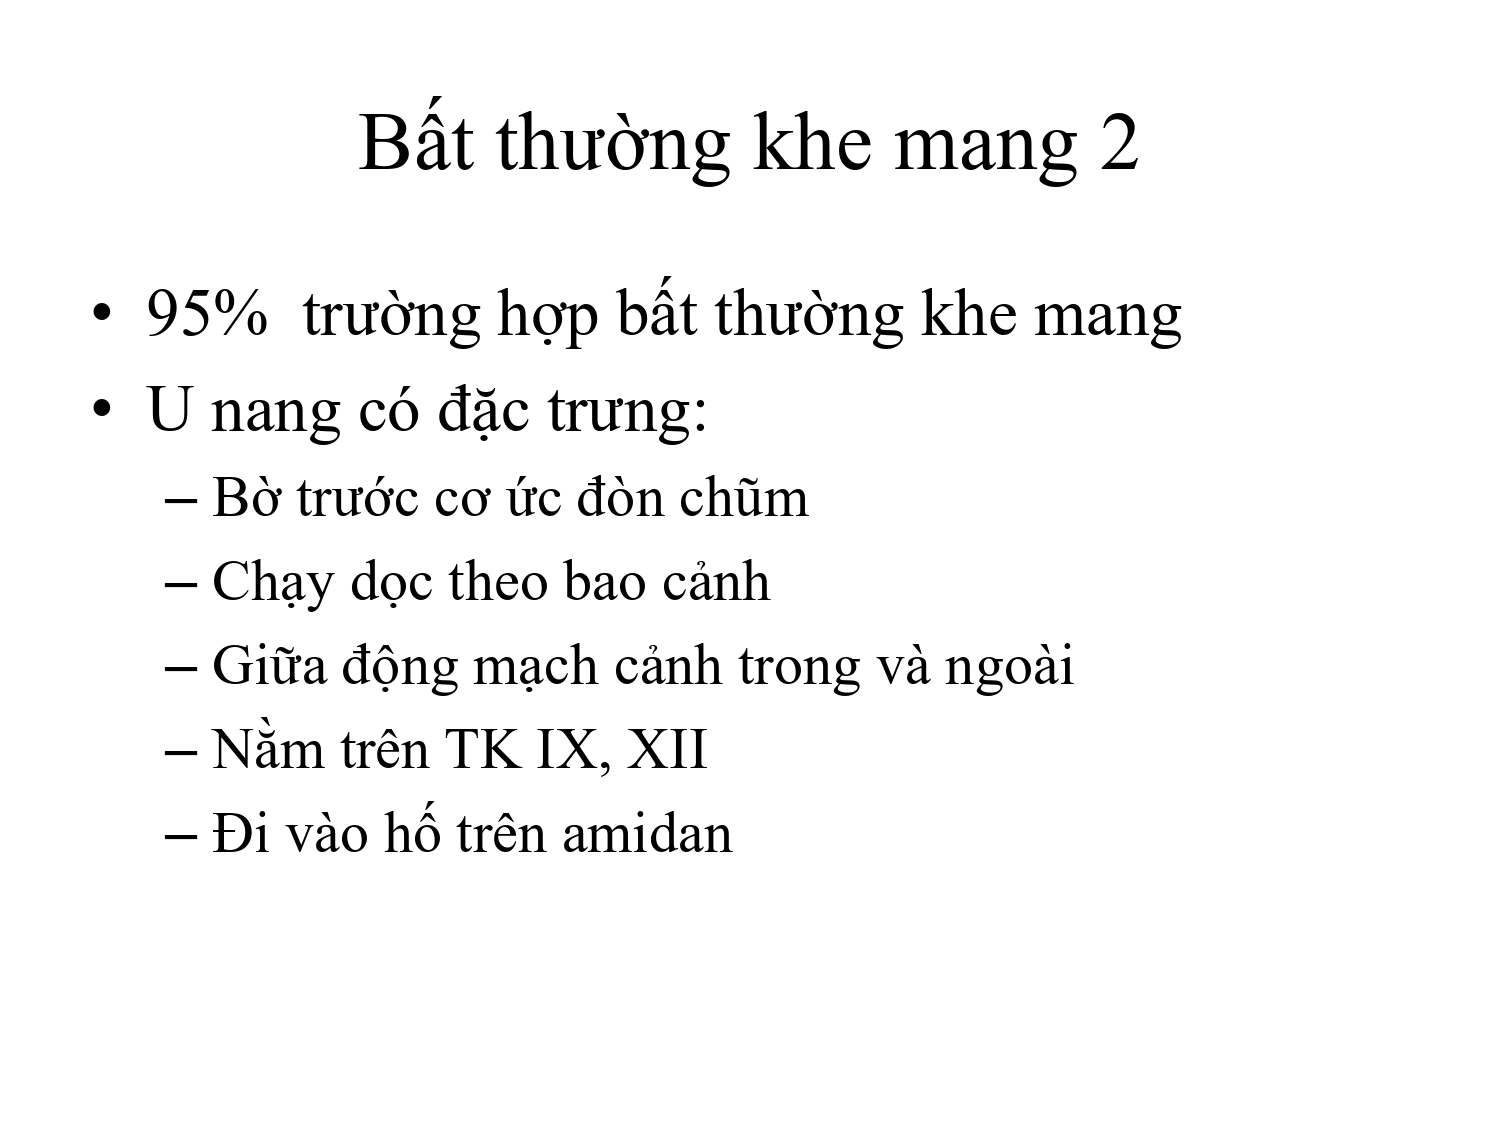 Bất thường khe mang 2
• 95%  trường hợp bất thường khe mang
• U nang có đặc trưng:
– Bờ trước cơ ức đòn chũm
– Chạy dọc theo bao cảnh
– Giữa động mạch cảnh trong và ngoài
– Nằm trên TK IX, XII
– Đi vào hố trên amidan